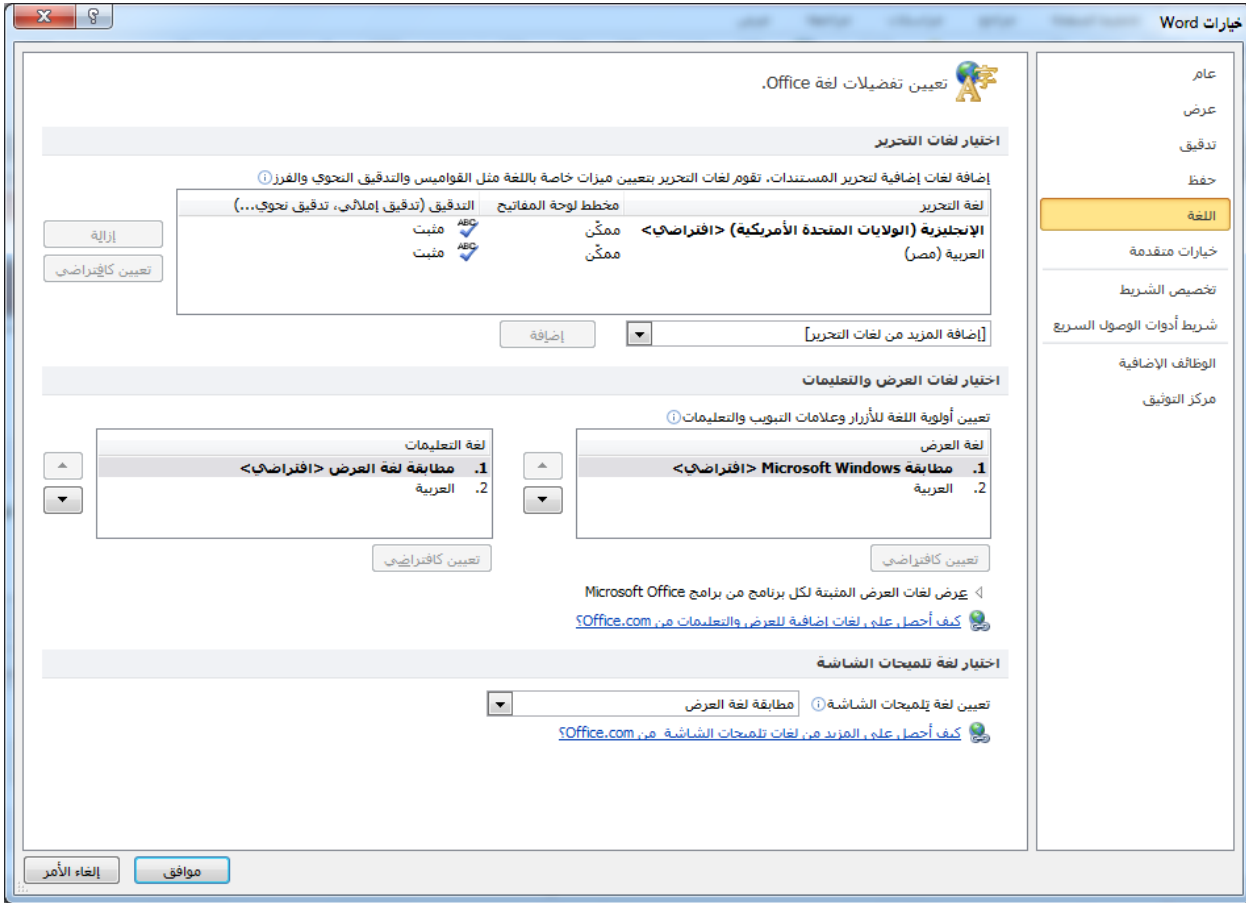 خيارات Word
عام
عرض
تدقيق
حفظ
اللغة
خيارات متقدمة
تخصيص الشريط
شريط أدوات الوصول السريع
الوظائف الإضافية
مركز التوثيق
تعيين تفضيلات لغة Office.
اختيار لغات التحرير
إضافة لغات إضافية لتحرير المستندات. تقوم لغات التحرير بتعيين ميزات خاصة باللغة مثل القواميس والتدقيق النحوي والفرز
لغة التحرير مخطط لوحة المفاتيح التدقيق (تدقيق إملائي، تدقيق نحوي...)
الإنجليزية (الولايات المتحدة الأمريكية) <افتراضي> ممكّن مثبت
العربية (مصر) ممكّن مثبت
إزالة
تعيين كافتراضي
[إضافة المزيد من لغات التحرير] إضافة
اختيار لغات العرض والتعليمات
تعيين أولوية اللغة للأزرار وعلامات التبويب والتعليمات
لغة العرض
1. مطابقة Microsoft Windows <افتراضي>
2. العربية
تعيين كافتراضي
لغة التعليمات
1. مطابقة لغة العرض <افتراضي>
2. العربية
تعيين كافتراضي
عرض لغات العرض المثبتة لكل برنامج من برامج Microsoft Office
كيف أحصل على لغات إضافية للعرض والتعليمات من Office.com؟
اختيار لغة تلميحات الشاشة
تعيين لغة تلميحات الشاشة مطابقة لغة العرض
كيف أحصل على المزيد من لغات تلميحات الشاشة من Office.com؟
موافق إلغاء الأمر